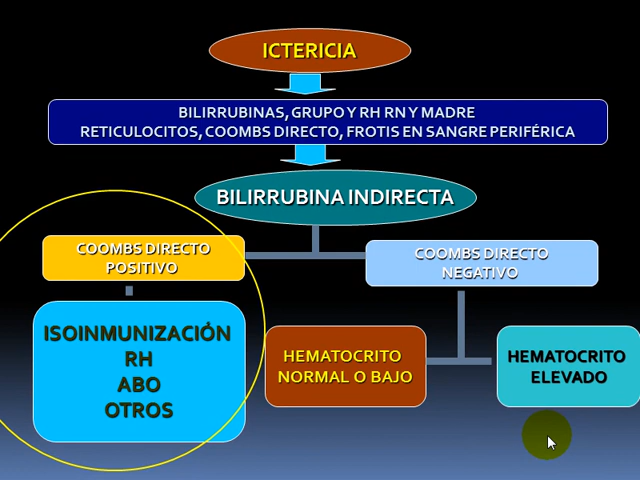 ICTERICIA
BILIRRUBINAS, GRUPO Y RH RN Y MADRE
RETICULOCITOS, COOMBS DIRECTO, FROTIS EN SANGRE PERIFÉRICA
BILIRRUBINA INDIRECTA
COOMBS DIRECTO
POSITIVO
COOMBS DIRECTO
NEGATIVO
ISOINMUNIZACIÓN
RH
ABO
OTROS
HEMATOCRITO
NORMAL O BAJO
HEMATOCRITO
ELEVADO